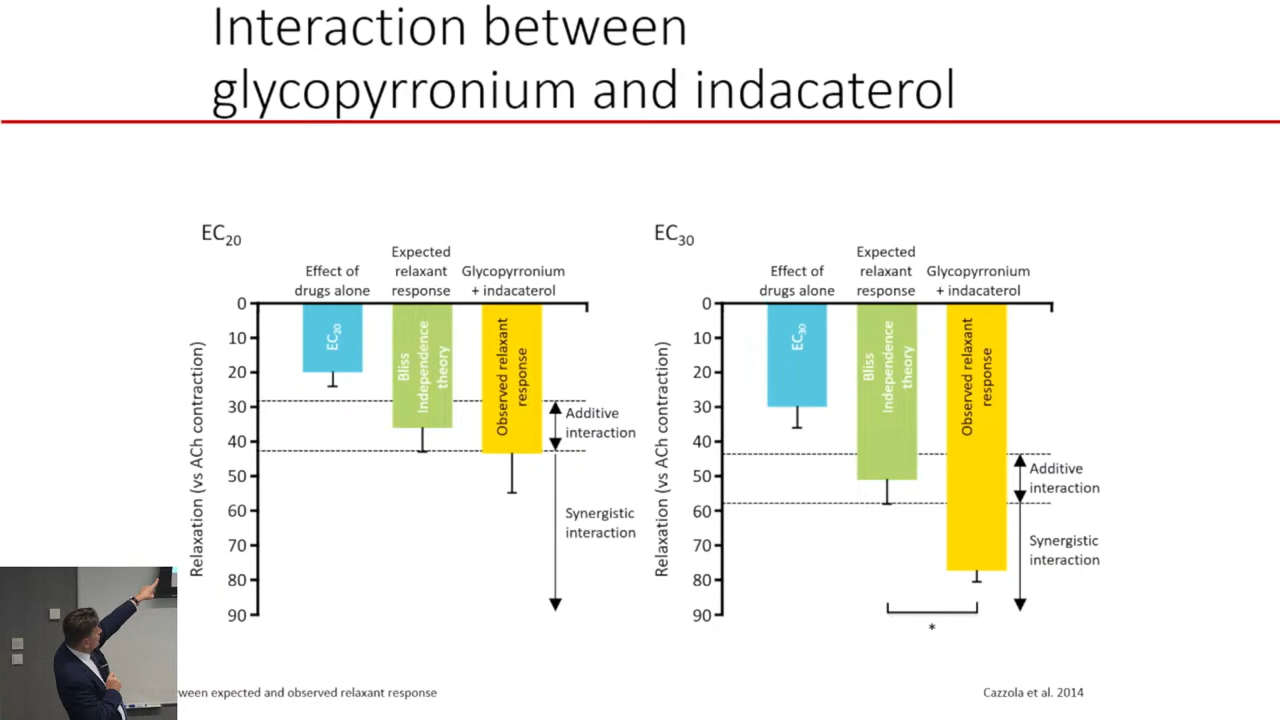 Interaction between
glycopyrronium and indacaterol
EC20
Effect of
drugs alone
Expected
relaxant
response
Glycopyrronium
+ indacaterol
Relaxation (vs ACh contraction)
0
10
20
30
40
50
60
70
80
90
EC20
Bliss
Independence
theory
Observed relaxant
response
Additive
interaction
Synergistic
interaction
EC30
Effect of
drugs alone
Expected
relaxant
response
Glycopyrronium
+ indacaterol
Relaxation (vs ACh contraction)
0
10
20
30
40
50
60
70
80
90
EC30
Bliss
Independence
theory
Observed relaxant
response
Additive
interaction
Synergistic
interaction
*
expected and observed relaxant response
Cazzola et al. 2014